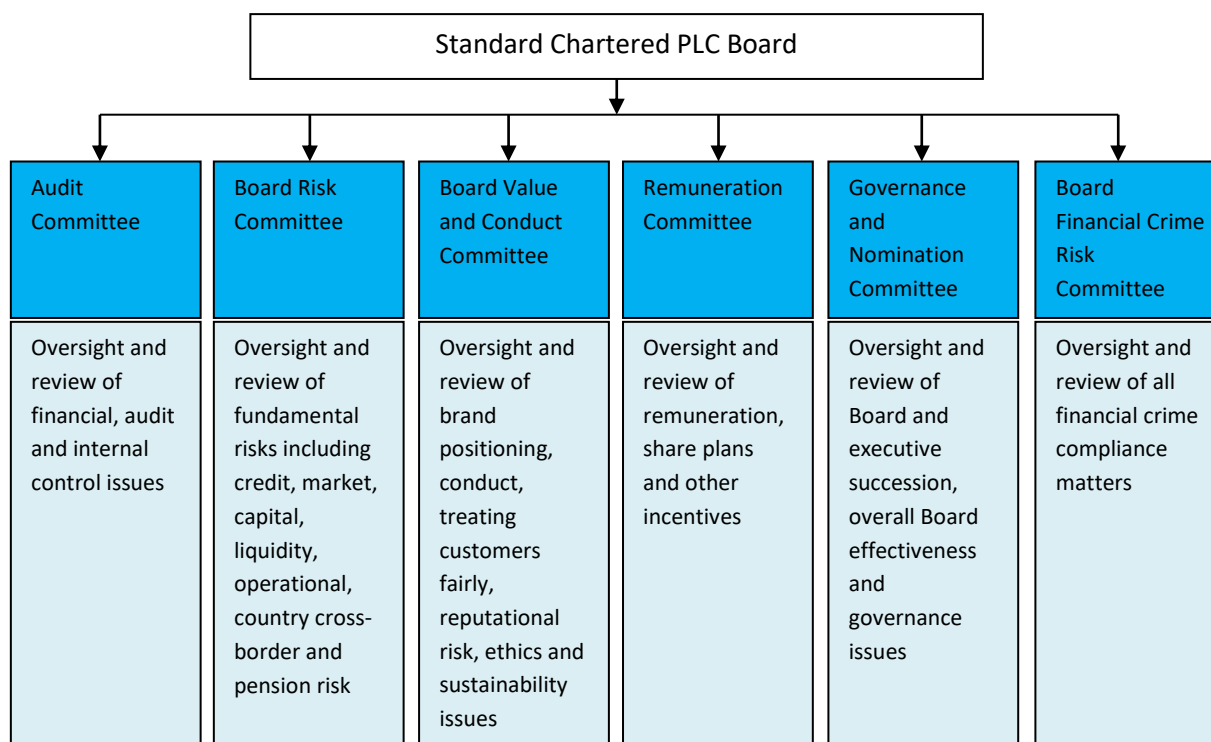 Standard Chartered PLC Board
Audit
Committee
Board Risk
Committee
Board Value
and Conduct
Committee
Remuneration
Committee
Governance
and
Nomination
Committee
Board
Financial Crime
Risk
Committee
Oversight and
review of
financial, audit
and internal
control issues
Oversight and
review of
fundamental
risks including
credit, market,
capital,
liquidity,
operational,
country cross-
border and
pension risk
Oversight and
review of
brand
positioning,
conduct,
treating
customers
fairly,
reputational
risk, ethics and
sustainability
issues
Oversight and
review of
remuneration,
share plans
and other
incentives
Oversight and
review of
Board and
executive
succession,
overall Board
effectiveness
and
governance
issues
Oversight and
review of all
financial crime
compliance
matters